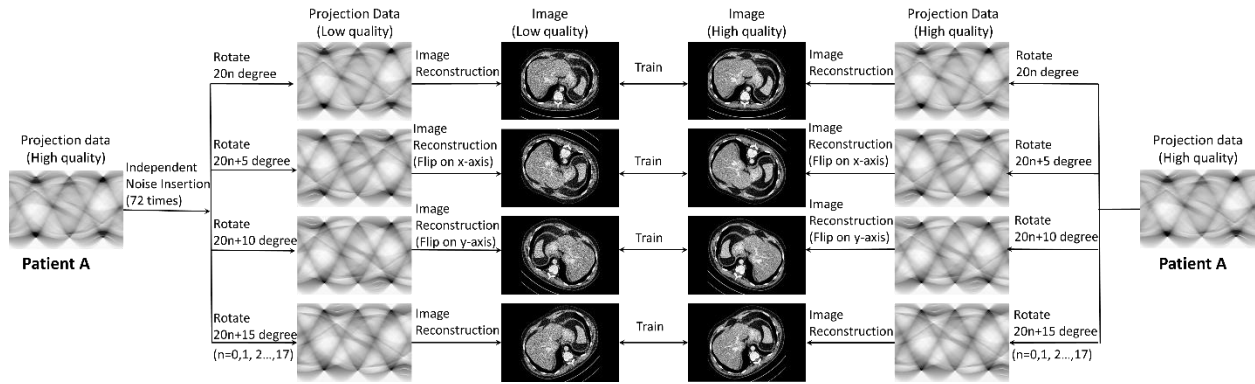 Projection Data
(Low quality)
Image
(Low quality)
Image
(High quality)
Projection Data
(High quality)
Rotate
20n degree
Image
Reconstruction
Train
Image
Reconstruction
Rotate
20n degree
Projection data
(High quality)
Patient A
Independent
Noise Insertion
(72 times)
Rotate
20n+5 degree
Image
Reconstruction
(Flip on x-axis)
Train
Image
Reconstruction
(Flip on x-axis)
Rotate
20n+5 degree
Projection data
(High quality)
Patient A
Rotate
20n+10 degree
Image
Reconstruction
(Flip on y-axis)
Train
Image
Reconstruction
(Flip on y-axis)
Rotate
20n+10 degree
Rotate
20n+15 degree
(n=0,1, 2...,17)
Image
Reconstruction
Train
Image
Reconstruction
Rotate
20n+15 degree
(n=0,1, 2...,17)